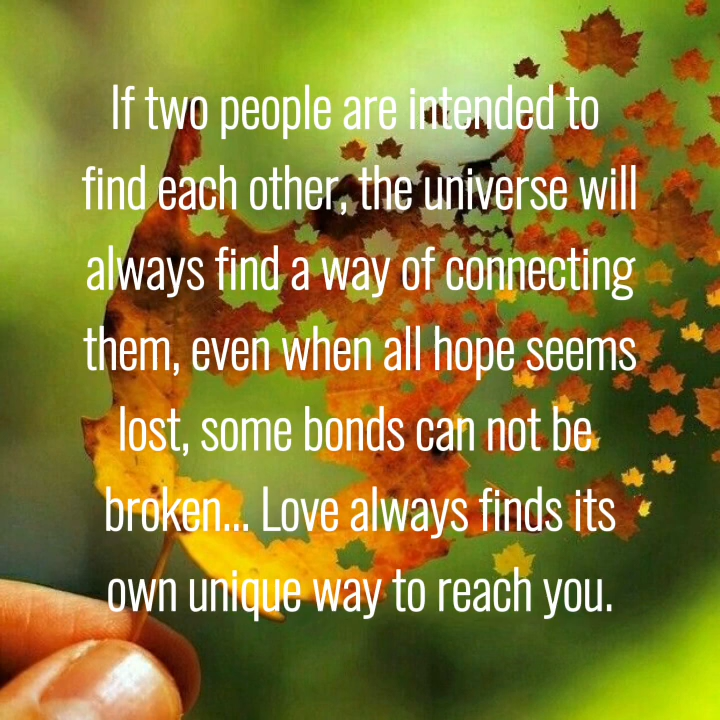 If two people are intended to
find each other, the universe will
always find a way of connecting
them, even when all hope seems
lost, some bonds can not be
broken... Love always finds its
own unique way to reach you.